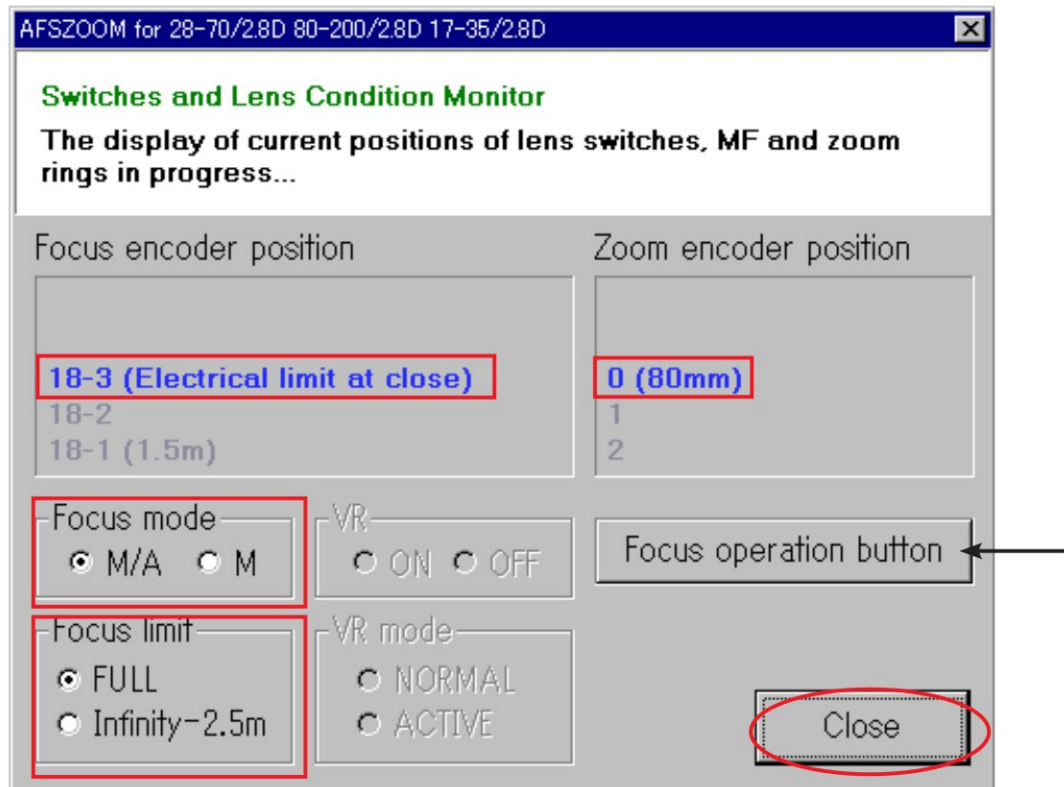 AFSZOOM for 28-70/2.8D 80-200/2.8D 17-35/2.8D
Switches and Lens Condition Monitor
The display of current positions of lens switches, MF and zoom
rings in progress...
Focus encoder position
18-3 (Electrical limit at close)
18-2
18-1 (1.5m)
Zoom encoder position
0 (80mm)
1
2
Focus mode
M/A M
VR
ON OFF
Focus operation button
Focus limit
FULL
Infinity-2.5m
VR mode
NORMAL
ACTIVE
Close